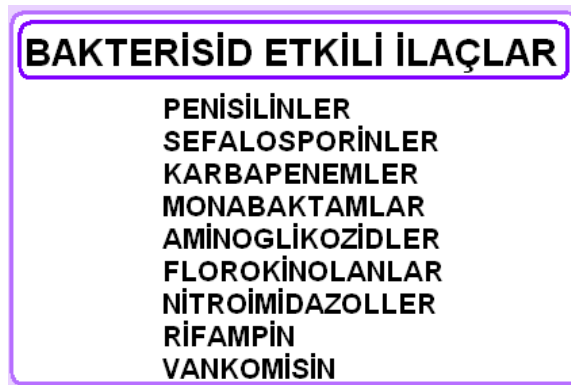 BAKTERİSİD ETKİLİ İLAÇLAR
PENİSİLİNLER
SEFALOSPORİNLER
KARBAPENEMLER
MONABAKTAMLAR
AMİNOGLİKOZİDLER
FLOROKİNOLANLAR
NİTROİMİDAZOLLER
RİFAMPİN
VANKOMİSİN